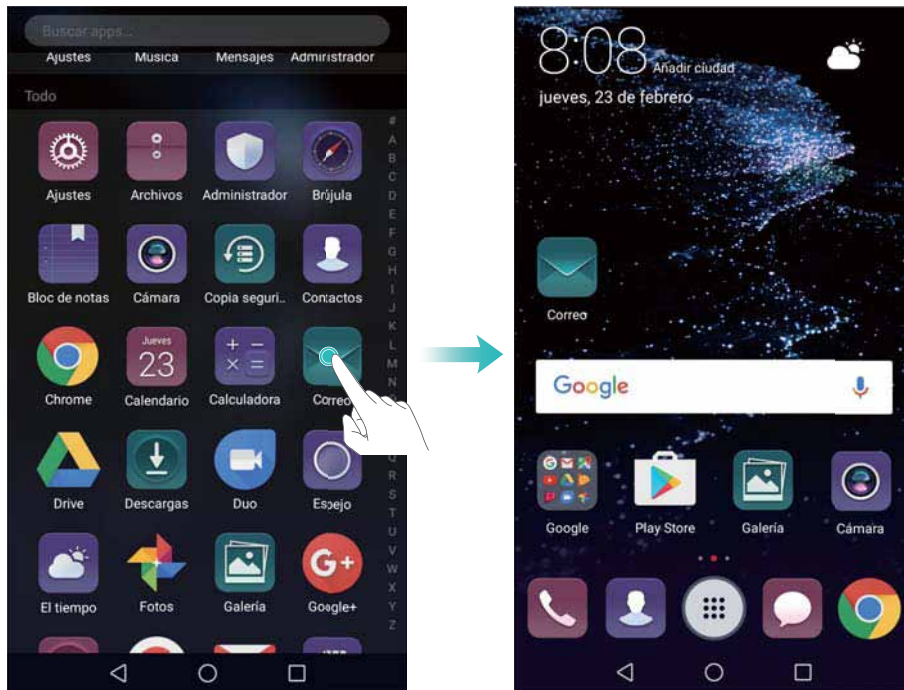 Buscar apps...
Ajustes Musica Mensajes Administrador
Todo
#
A
Ajustes Archivos Administrador Brújula
B
C
D
E
F
G
H
Bloc de notas Cámara Copia seguri.. Contactos
I
J
K
L
M
N
Jueves
23
Chrome Calendario Calculadora Correo
Q
R
Drive Descargas Duo Espejo
S
T
U
V
W
X
El tiempo Fotos Galería Google+
Y
Z
G+
8:08 Añadir ciudad
jueves, 23 de febrero
Correo
Google
Google Play Store Galería Cámara